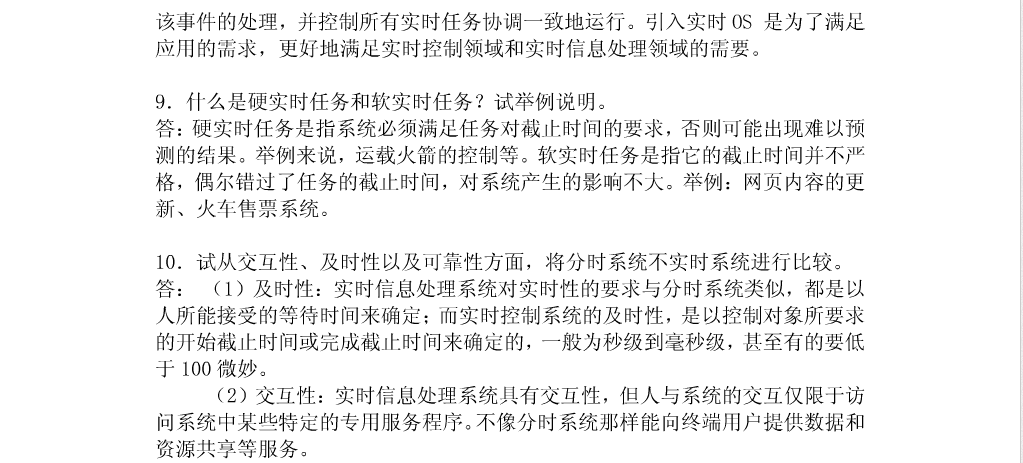 该事件的处理，并控制所有实时任务协调一致地运行。引入实时 OS 是为了满足
应用的需求，更好地满足实时控制领域和实时信息处理领域的需要。
9．什么是硬实时任务和软实时任务？试举例说明。
答：硬实时任务是指系统必须满足任务对截止时间的要求，否则可能出现难以预
测的结果。举例来说，运载火箭的控制等。软实时任务是指它的截止时间并不严
格，偶尔错过了任务的截止时间，对系统产生的影响不大。举例：网页内容的更
新、火车售票系统。
10．试从交互性、及时性以及可靠性方面，将分时系统不实时系统进行比较。
答：（1）及时性：实时信息处理系统对实时性的要求与分时系统类似，都是以
人所能接受的等待时间来确定；而实时控制系统的及时性，是以控制对象所要求
的开始截止时间或完成截止时间来确定的，一般为秒级到毫秒级，甚至有的要低
于 100 微妙。
（2）交互性：实时信息处理系统具有交互性，但人与系统的交互仅限于访
问系统中某些特定的专用服务程序。不像分时系统那样能向终端用户提供数据和
资源共享等服务。